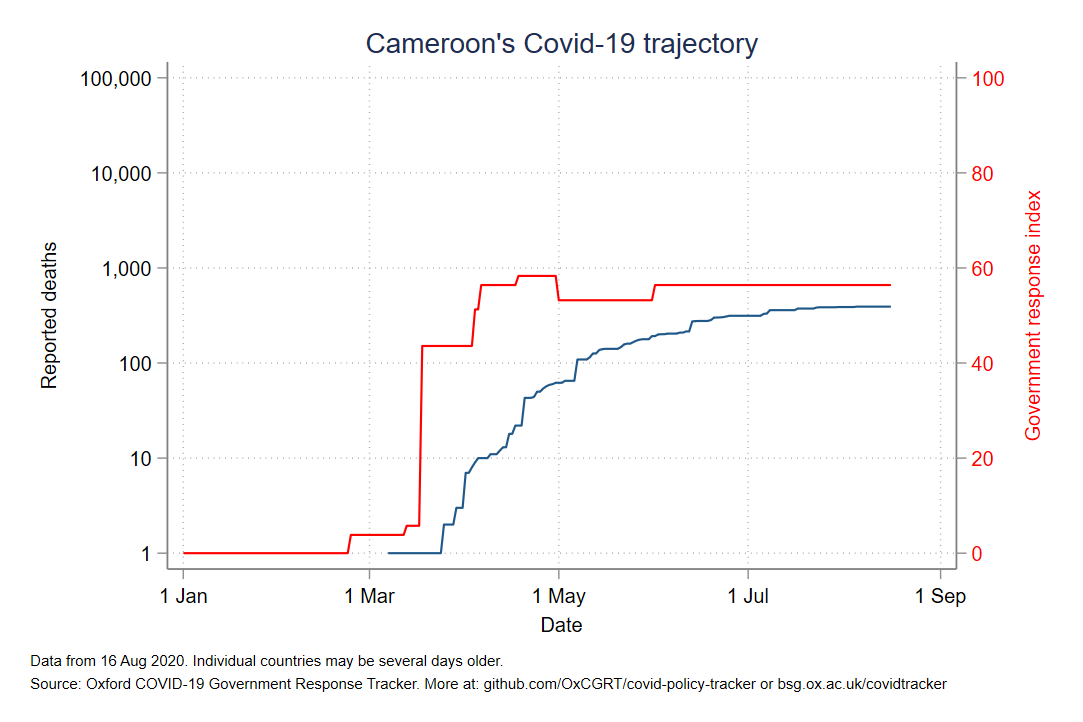 Cameroon's Covid-19 trajectory
100,000
10,000
1,000
100
10
1
Reported deaths
100
80
60
40
20
0
Government response index
1 Jan
1 Mar
1 May
1 Jul
1 Sep
Date
Data from 16 Aug 2020. Individual countries may be several days older.
Source: Oxford COVID-19 Government Response Tracker. More at: github.com/OxCGRT/covid-policy-tracker or bsg.ox.ac.uk/covidtracker